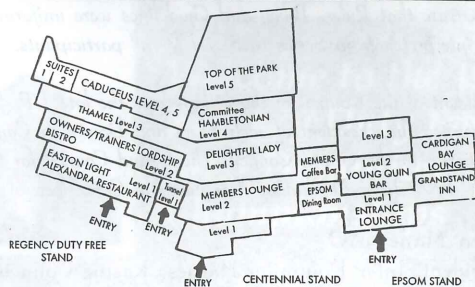 SUITES
1 2
CADUCEUS LEVEL 4, 5
THAMES Level 3
OWNERS/TRAINERS LORDSHIP
BISTRO
Level 2
EASTON LIGHT
ALEXANDRA RESTAURANT
Level 1
Tunnel
Level 1
TOP OF THE PARK
Level 5
Committee
HAMBLETONIAN
Level 4
DELIGHTFUL LADY
Level 3
MEMBERS LOUNGE
Level 2
Level 1
MEMBERS
Coffee Bar
EPSOM
Dining Room
Level 3
Level 2
YOUNG QUIN
BAR
Level 1
ENTRANCE
LOUNGE
CARDIGAN
BAY
LOUNGE
GRANDSTAND
INN
ENTRY
ENTRY
ENTRY
ENTRY
REGENCY DUTY FREE
STAND
CENTENNIAL STAND
EPSOM STAND